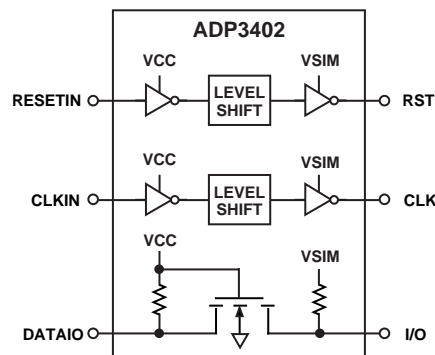 ADP3402
VCC
VSIM
RESETIN
LEVEL
SHIFT
RST
VCC
VSIM
CLKIN
LEVEL
SHIFT
CLK
VCC
VSIM
DATAIO
I/O